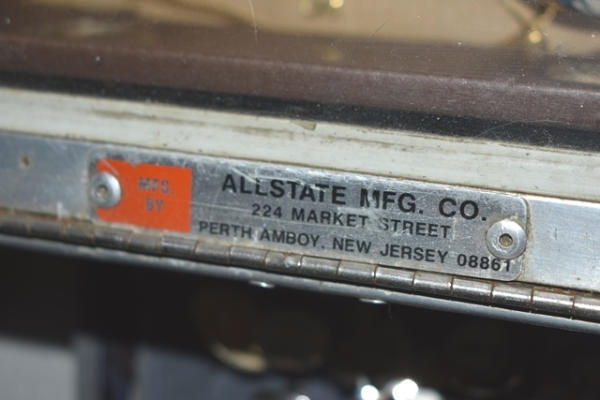 MFG. BY
ALLSTATE MFG. CO.
224 MARKET STREET
PERTH AMBOY, NEW JERSEY 08861